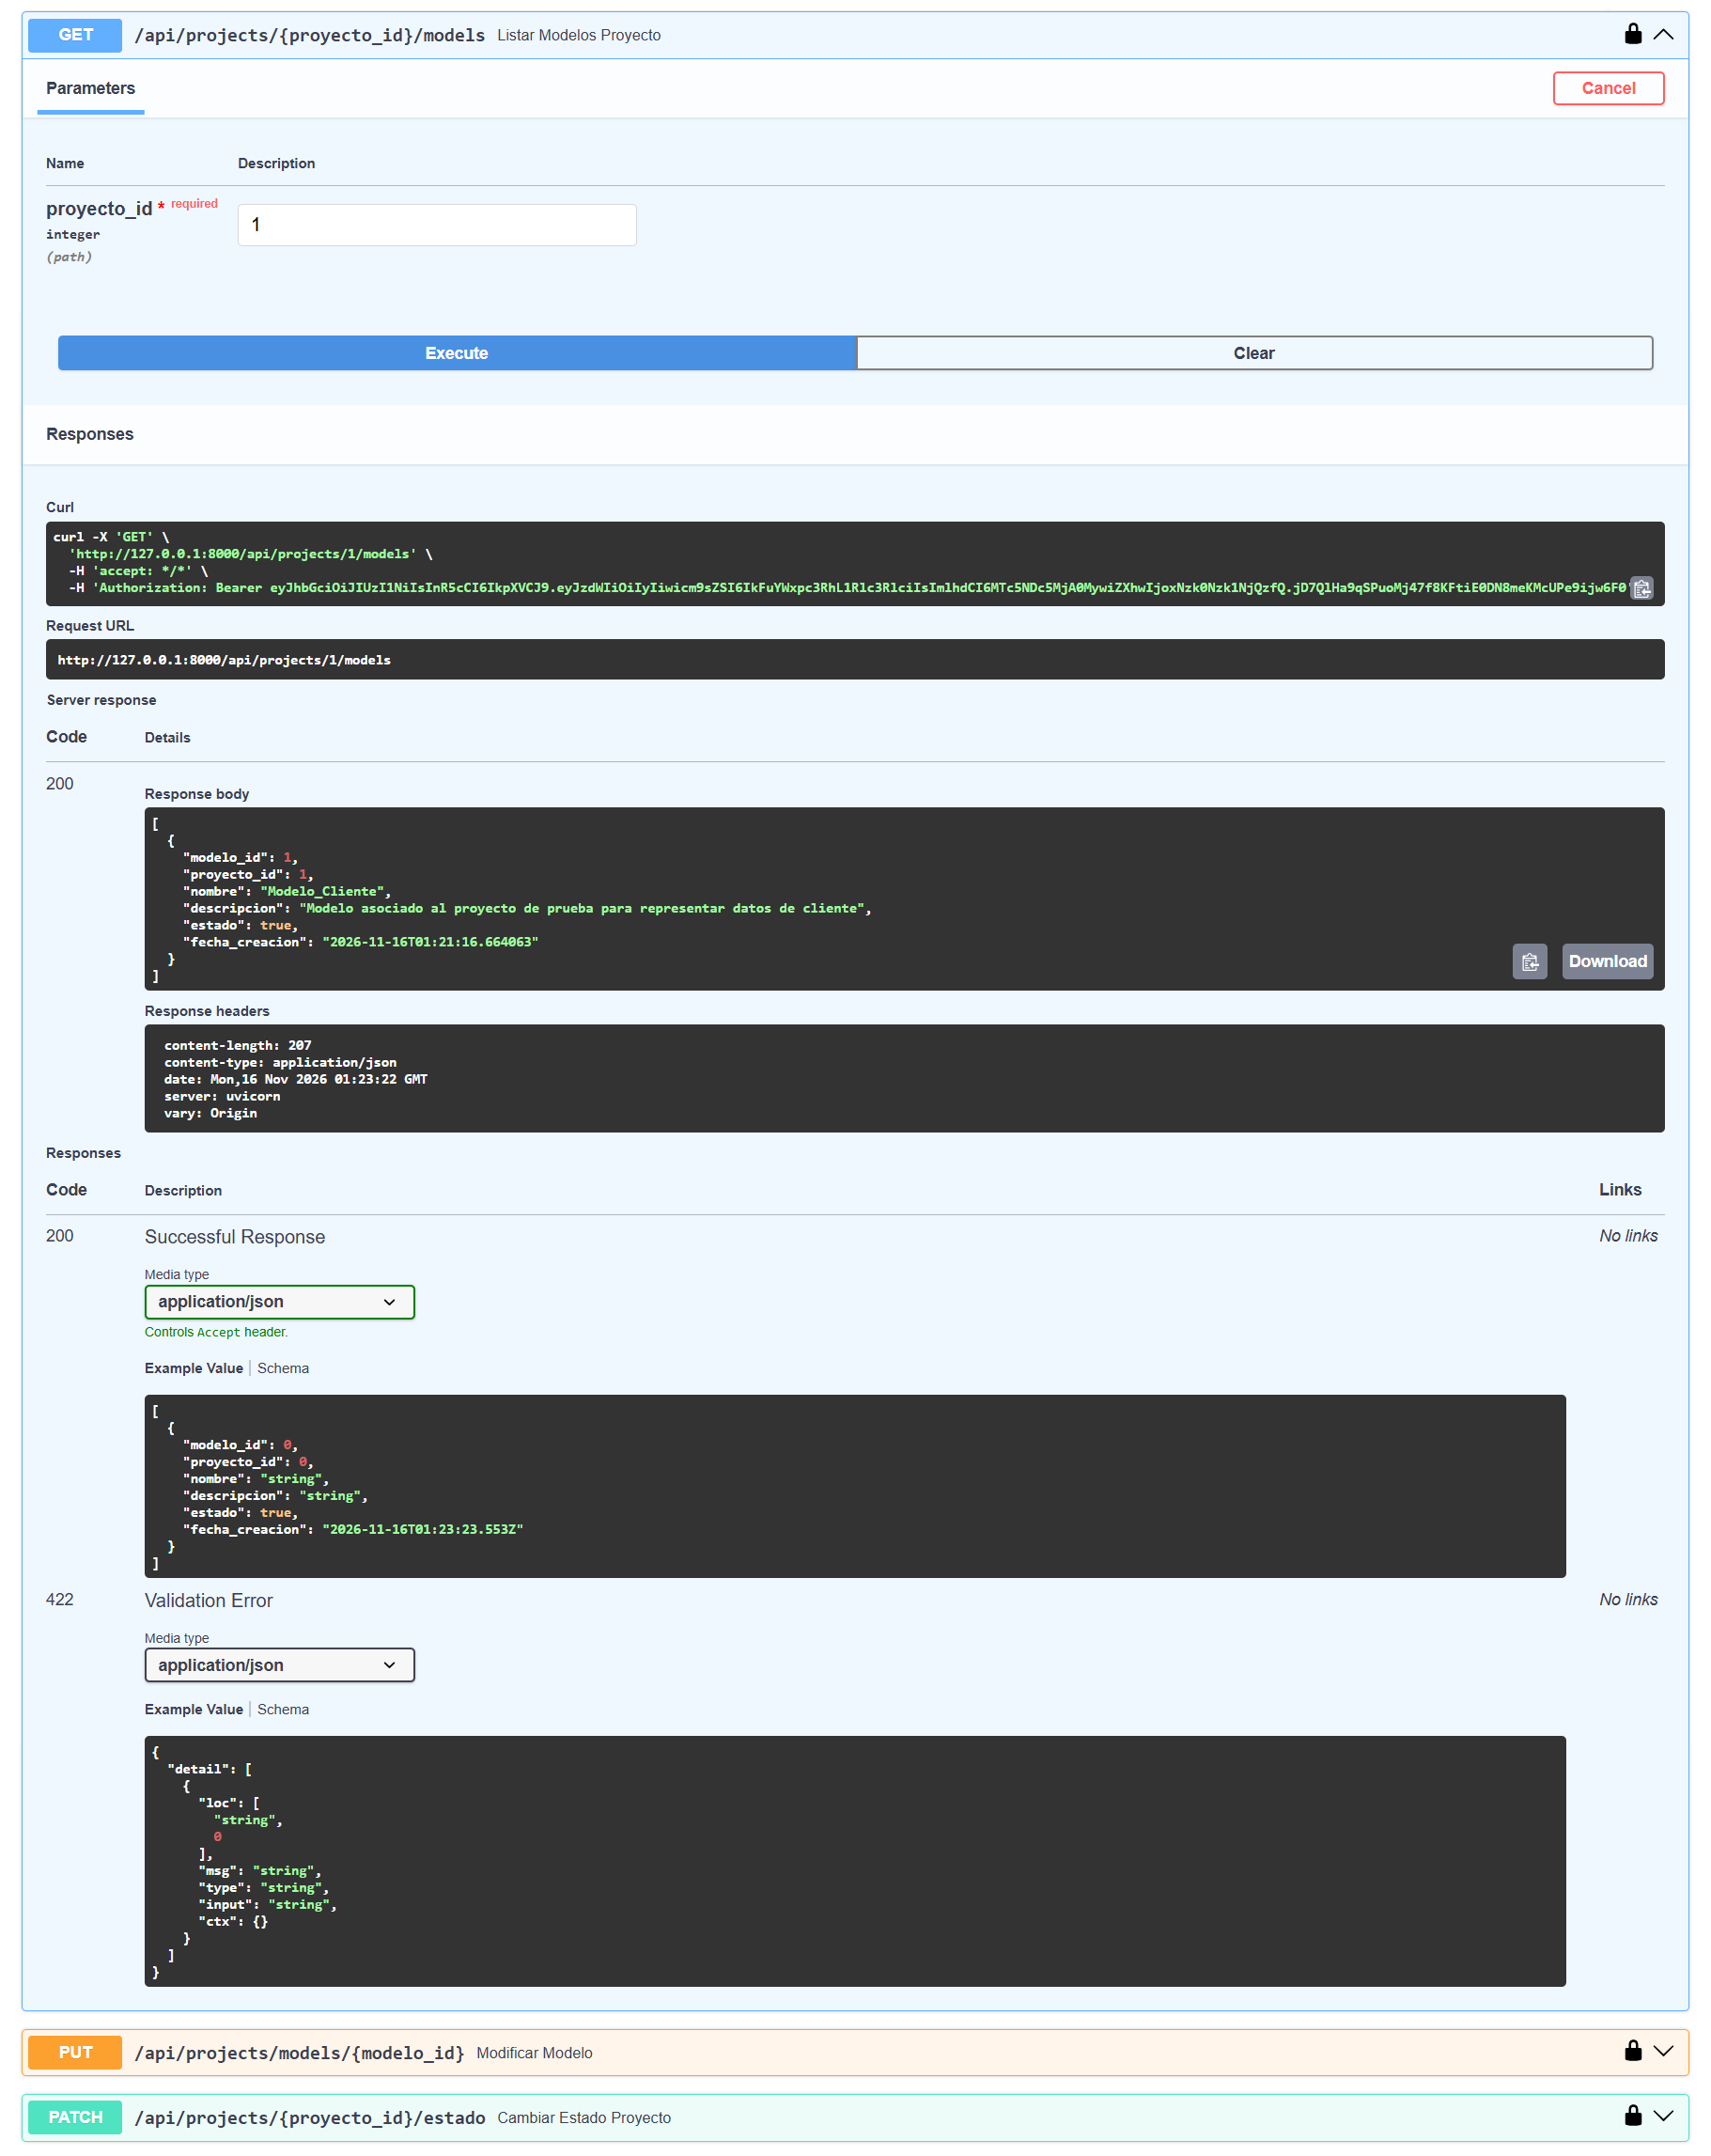 GET /api/projects/{proyecto_id}/models Listar Modelos Proyecto
Parameters
Cancel
Name Description
proyecto_id * required
integer
(path)
1
Execute Clear
Responses
Curl
curl -X 'GET' \
'http://127.0.0.1:8000/api/projects/1/models' \
-H 'accept: */*' \
-H 'Authorization: Bearer eyJhbGciOiJIUzI1NiIsInR5cCI6IkpXVCJ9.eyJzdWIiOiIyIiwicm9sZSI6IkFuYWxpc3RhL1Rlc3RlciIsImlhdCI6MTc5NDc5MjA0MywiZXhwIjoxNzk0Nzk1NjQzfQ.jD7QlHa9qSPuoMj47f8KFtiE0DN8meKMcUPe9ijw6F0'
Request URL
http://127.0.0.1:8000/api/projects/1/models
Server response
Code Details
200
Response body
[
{
"modelo_id": 1,
"proyecto_id": 1,
"nombre": "Modelo_Cliente",
"descripcion": "Modelo asociado al proyecto de prueba para representar datos de cliente",
"estado": true,
"fecha_creacion": "2026-11-16T01:21:16.664063"
}
]
Download
Response headers
content-length: 207
content-type: application/json
date: Mon,16 Nov 2026 01:23:22 GMT
server: uvicorn
vary: Origin
Responses
Code Description Links
200 Successful Response No links
Media type
application/json
Controls Accept header.
Example Value | Schema
[
{
"modelo_id": 0,
"proyecto_id": 0,
"nombre": "string",
"descripcion": "string",
"estado": true,
"fecha_creacion": "2026-11-16T01:23:23.553Z"
}
]
422 Validation Error No links
Media type
application/json
Example Value | Schema
{
"detail": [
{
"loc": [
"string",
0
],
"msg": "string",
"type": "string",
"input": "string",
"ctx": {}
}
]
}
PUT /api/projects/models/{modelo_id} Modificar Modelo
PATCH /api/projects/{proyecto_id}/estado Cambiar Estado Proyecto